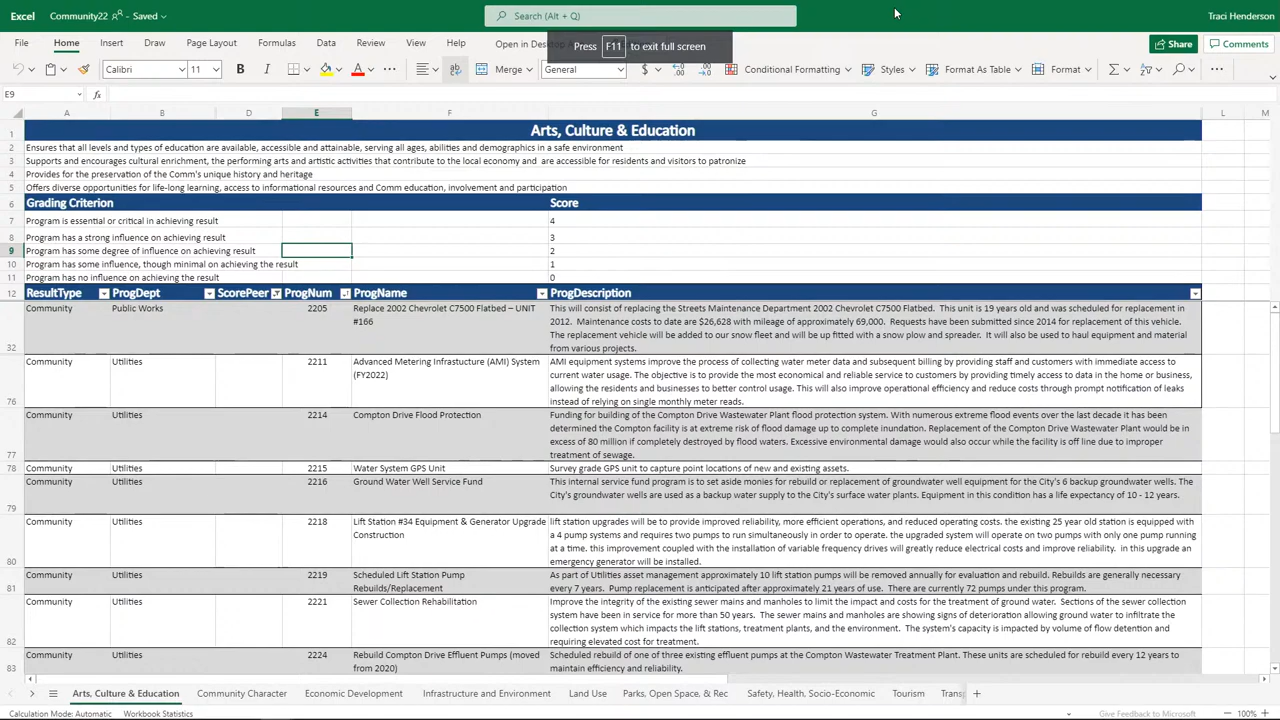 Excel Community22 - Saved Search (Alt + Q) Traci Henderson
File Home Insert Draw Page Layout Formulas Data Review View Help Open in Desktop Share Comments
Press F11 to exit full screen
Calibri 11 B I Merge General $ Conditional Formatting Styles Format As Table Format
E9 fx
A B D E F G L M
1 Arts, Culture & Education
2 Ensures that all levels and types of education are available, accessible and attainable, serving all ages, abilities and demographics in a safe environment
3 Supports and encourages cultural enrichment, the performing arts and artistic activities that contribute to the local economy and are accessible for residents and visitors to patronize
4 Provides for the preservation of the Comm's unique history and heritage
5 Offers diverse opportunities for life-long learning, access to informational resources and Comm education, involvement and participation
6 Grading Criterion Score
7 Program is essential or critical in achieving result 4
8 Program has a strong influence on achieving result 3
9 Program has some degree of influence on achieving result 2
10 Program has some influence, though minimal on achieving the result 1
11 Program has no influence on achieving the result 0
12 ResultType ProgDept ScorePeer ProgNum ProgName ProgDescription
Community Public Works 2205 Replace 2002 Chevrolet C7500 Flatbed – UNIT This will consist of replacing the Streets Maintenance Department 2002 Chevrolet C7500 Flatbed. This unit is 19 years old and was scheduled for replacement in
#166 2012. Maintenance costs to date are $26,628 with mileage of approximately 69,000. Requests have been submitted since 2014 for replacement of this vehicle.
The replacement vehicle will be added to our snow fleet and will be up fitted with a snow plow and spreader. It will also be used to haul equipment and material
32 from various projects.
Community Utilities 2211 Advanced Metering Infrastructure (AMI) System AMI equipment systems improve the process of collecting water meter data and subsequent billing by providing staff and customers with immediate access to
(FY2022) current water usage. The objective is to provide the most economical and reliable service to customers by providing timely access to data in the home or business,
allowing the residents and businesses to better control usage. This will also improve operational efficiency and reduce costs through prompt notification of leaks
76 instead of relying on single monthly meter reads.
Community Utilities 2214 Compton Drive Flood Protection Funding for building of the Compton Drive Wastewater Plant flood protection system. With numerous extreme flood events over the last decade it has been
determined the Compton facility is at extreme risk of flood damage up to complete inundation. Replacement of the Compton Drive Wastewater Plant would be in
excess of 80 million if completely destroyed by flood waters. Excessive environmental damage would also occur while the facility is off line due to improper
77 treatment of sewage.
78 Community Utilities 2215 Water System GPS Unit Survey grade GPS unit to capture point locations of new and existing assets.
Community Utilities 2216 Ground Water Well Service Fund This internal service fund program is to set aside monies for rebuild or replacement of groundwater well equipment for the City's 6 backup groundwater wells. The
City's groundwater wells are used as a backup water supply to the City's surface water plants. Equipment in this condition has a life expectancy of 10 - 12 years.
79
Community Utilities 2218 Lift Station #34 Equipment & Generator Upgrade lift station upgrades will be to provide improved reliability, more efficient operations, and reduced operating costs. the existing 25 year old station is equipped with
Construction a 4 pump systems and requires two pumps to run simultaneously in order to operate. the upgraded system will operate on two pumps with only one pump running
at a time. this improvement coupled with the installation of variable frequency drives will greatly reduce electrical costs and improve reliability. in this upgrade an
80 emergency generator will be installed.
Community Utilities 2219 Scheduled Lift Station Pump As part of Utilities asset management approximately 10 lift station pumps will be removed annually for evaluation and rebuild. Rebuilds are generally necessary
81 Rebuilds/Replacement every 7 years. Pump replacement is anticipated after approximately 21 years of use. There are currently 72 pumps under this program.
Community Utilities 2221 Sewer Collection Rehabilitation Improve the integrity of the existing sewer mains and manholes to limit the impact and costs for the treatment of ground water. Sections of the sewer collection
system have been in service for more than 50 years. The sewer mains and manholes are showing signs of deterioration allowing ground water to infiltrate the
collection system which impacts the lift stations, treatment plants, and the environment. The system's capacity is impacted by volume of flow detention and
82 requiring elevated cost for treatment.
Community Utilities 2224 Rebuild Compton Drive Effluent Pumps (moved Scheduled rebuild of one of three existing effluent pumps at the Compton Wastewater Treatment Plant. These units are scheduled for rebuild every 12 years to
83 from 2020) maintain efficiency and reliability.
Arts, Culture & Education Community Character Economic Development Infrastructure and Environment Land Use Parks, Open Space, & Rec Safety, Health, Socio-Economic Tourism Trans
Calculation Mode: Automatic Workbook Statistics Give Feedback to Microsoft 100%